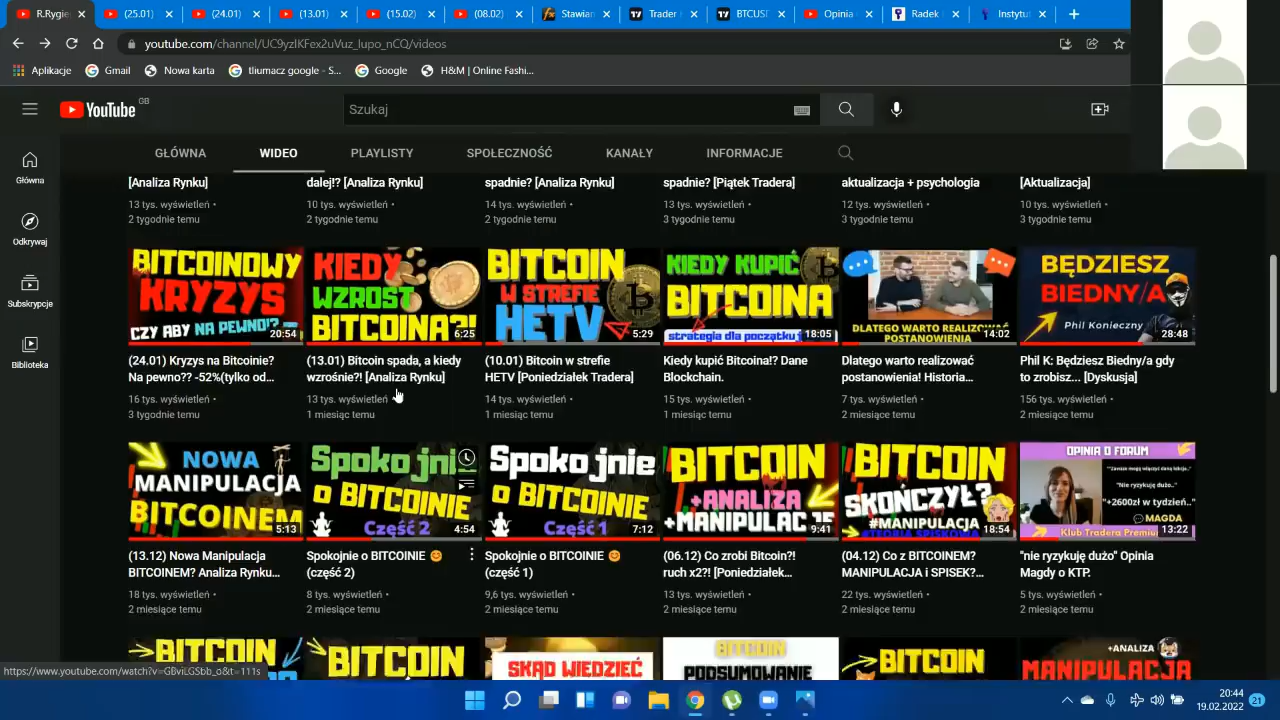 R.Rygie
(25.01)
(24.01)
(13.01)
(15.02)
(08.02)
Stawian
Trader
BTCUSI
Opinia
Radek
Instytut
youtube.com/channel/UC9yzIKFex2uVuz_lupo_nCQ/videos
Aplikacje
Gmail
Nowa karta
tłumacz google - S...
Google
H&M | Online Fashi...
YouTube GB
Szukaj
GŁÓWNA WIDEO PLAYLISTY SPOŁECZNOŚĆ KANAŁY INFORMACJE
Główna
Odkrywaj
Subskrypcje
Biblioteka
[Analiza Rynku]
13 tys. wyświetleń •
2 tygodnie temu
dalej!? [Analiza Rynku]
10 tys. wyświetleń •
2 tygodnie temu
spadnie? [Analiza Rynku]
14 tys. wyświetleń •
2 tygodnie temu
spadnie? [Piątek Tradera]
13 tys. wyświetleń •
3 tygodnie temu
aktualizacja + psychologia
12 tys. wyświetleń •
3 tygodnie temu
[Aktualizacja]
10 tys. wyświetleń •
3 tygodnie temu
BITCOINOWY
KRYZYS
CZY ABY NA PEWNO!?
20:54
(24.01) Kryzys na Bitcoinie?
Na pewno?? -52%(tylko od...
16 tys. wyświetleń •
3 tygodnie temu
KIEDY
WZROST
BITCOINA?!
6:25
(13.01) Bitcoin spada, a kiedy
wzrośnie?! [Analiza Rynku]
13 tys. wyświetleń •
1 miesiąc temu
BITCOIN
W STREFIE
HETV
5:29
(10.01) Bitcoin w strefie
HETV [Poniedziałek Tradera]
14 tys. wyświetleń •
1 miesiąc temu
KIEDY KUPIĆ
BITCOINA
strategia dla początku
18:05
Kiedy kupić Bitcoina!? Dane
Blockchain.
15 tys. wyświetleń •
1 miesiąc temu
DLATEGO WARTO REALIZOWAĆ
POSTANOWIENIA
14:02
Dlatego warto realizować
postanowienia! Historia...
7 tys. wyświetleń •
2 miesiące temu
BĘDZIESZ
BIEDNY/A
Phil Konieczny
28:48
Phil K: Będziesz Biedny/a gdy
to zrobisz... [Dyskusja]
156 tys. wyświetleń •
2 miesiące temu
NOWA
MANIPULACJA
BITCOINEM
5:13
(13.12) Nowa Manipulacja
BITCOINEM? Analiza Rynku...
18 tys. wyświetleń •
2 miesiące temu
Spokojni
o BITCOINIE
Część 2
4:54
Spokojnie o BITCOINIE 😊
(część 2)
8 tys. wyświetleń •
2 miesiące temu
Spokojnie
o BITCOINIE
Część 1
7:12
Spokojnie o BITCOINIE 😊
(część 1)
9,6 tys. wyświetleń •
2 miesiące temu
BITCOIN
+ANALIZA
+MANIPULACJE
9:41
(06.12) Co zrobi Bitcoin?!
ruch x2?! [Poniedziałek...
13 tys. wyświetleń •
2 miesiące temu
BITCOIN
SKOŃCZYŁ?
#MANIPULACJA
18:54
(04.12) Co z BITCOINEM?
MANIPULACJA i SPISEK?...
22 tys. wyświetleń •
2 miesiące temu
OPINIA O FORUM
"Nie ryzykuję dużo.."
"+2600zł w tydzień.."
MAGDA
Klub Tradera Premium
13:22
"nie ryzykuję dużo" Opinia
Magdy o KTP.
5 tys. wyświetleń •
2 miesiące temu
BITCOIN
BITCOIN
SKĄD WIEDZIEĆ
BITCOIN
PODSUMOWANIE
BITCOIN
+ANALIZA
MANIPULACJA
https://www.youtube.com/watch?v=GBviLGSbb_o&t=111s
20:44
19.02.2022
21